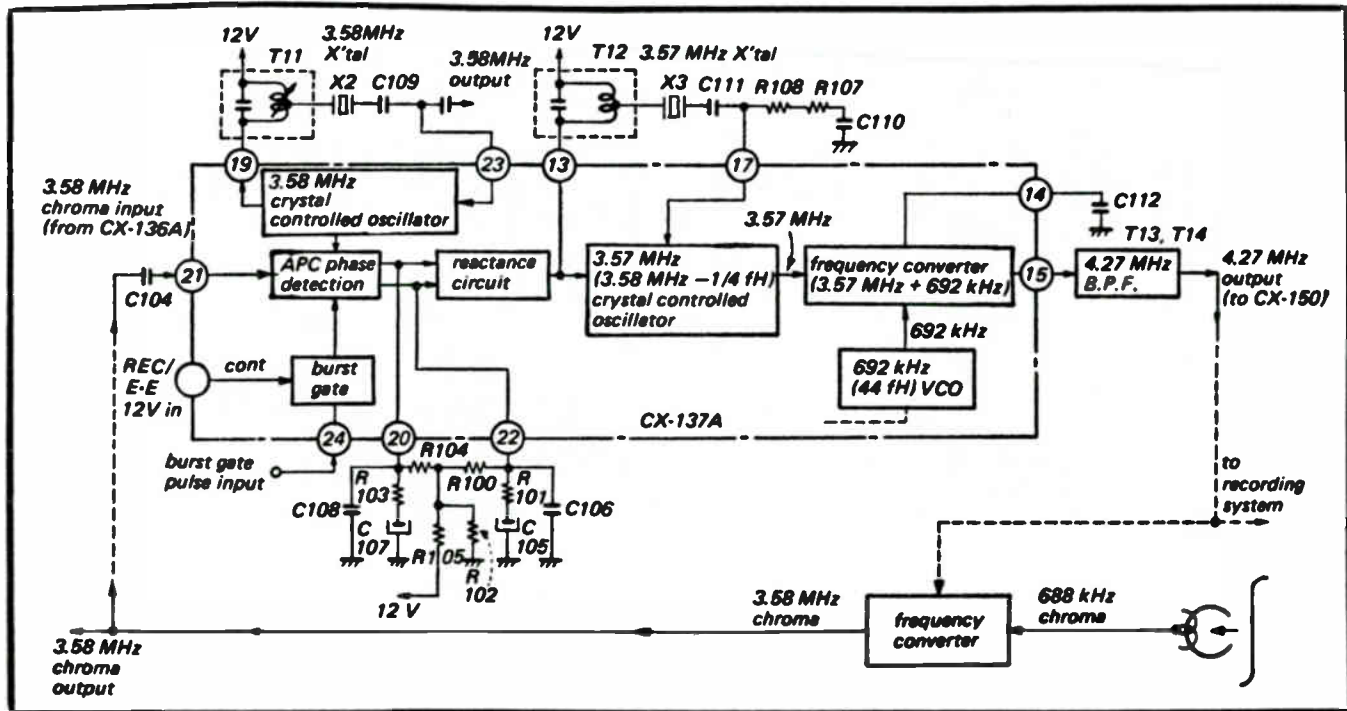 12V
T11
3.58MHz
X'tal
X2 C109
3.58MHz
output
12V
T12 3.57 MHz X'tal
X3 C111
R108 R107
C110
19
23
13
17
14
C112
3.58 MHz
chroma input
(from CX-136A)
3.58 MHz
crystal
controlled oscillator
3.57 MHz
T13, T14
21
C104
APC phase
detection
reactance
circuit
3.57 MHz
(3.58 MHz – 1/4 fH)
crystal controlled
oscillator
frequency converter
(3.57 MHz + 692 kHz)
15
4.27 MHz
B.P.F.
4.27 MHz
output
(to CX-150)
692 kHz
REC/
E-E
12V in
cont
burst
gate
692 kHz
(44 fH) VCO
24
20
22
CX-137A
burst gate
pulse input
R104
R100
R
103
R
101
C108
C
107
C
105
C106
R105
R
102
12 V
to
recording
system
3.58 MHz
chroma
frequency
converter
688 kHz
chroma
3.58 MHz
chroma
output